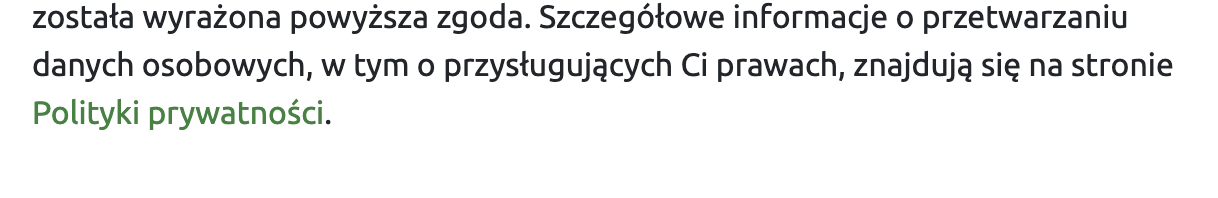 została wyrażona powyższa zgoda. Szczegółowe informacje o przetwarzaniu
danych osobowych, w tym o przysługujących Ci prawach, znajdują się na stronie
Polityki prywatności.